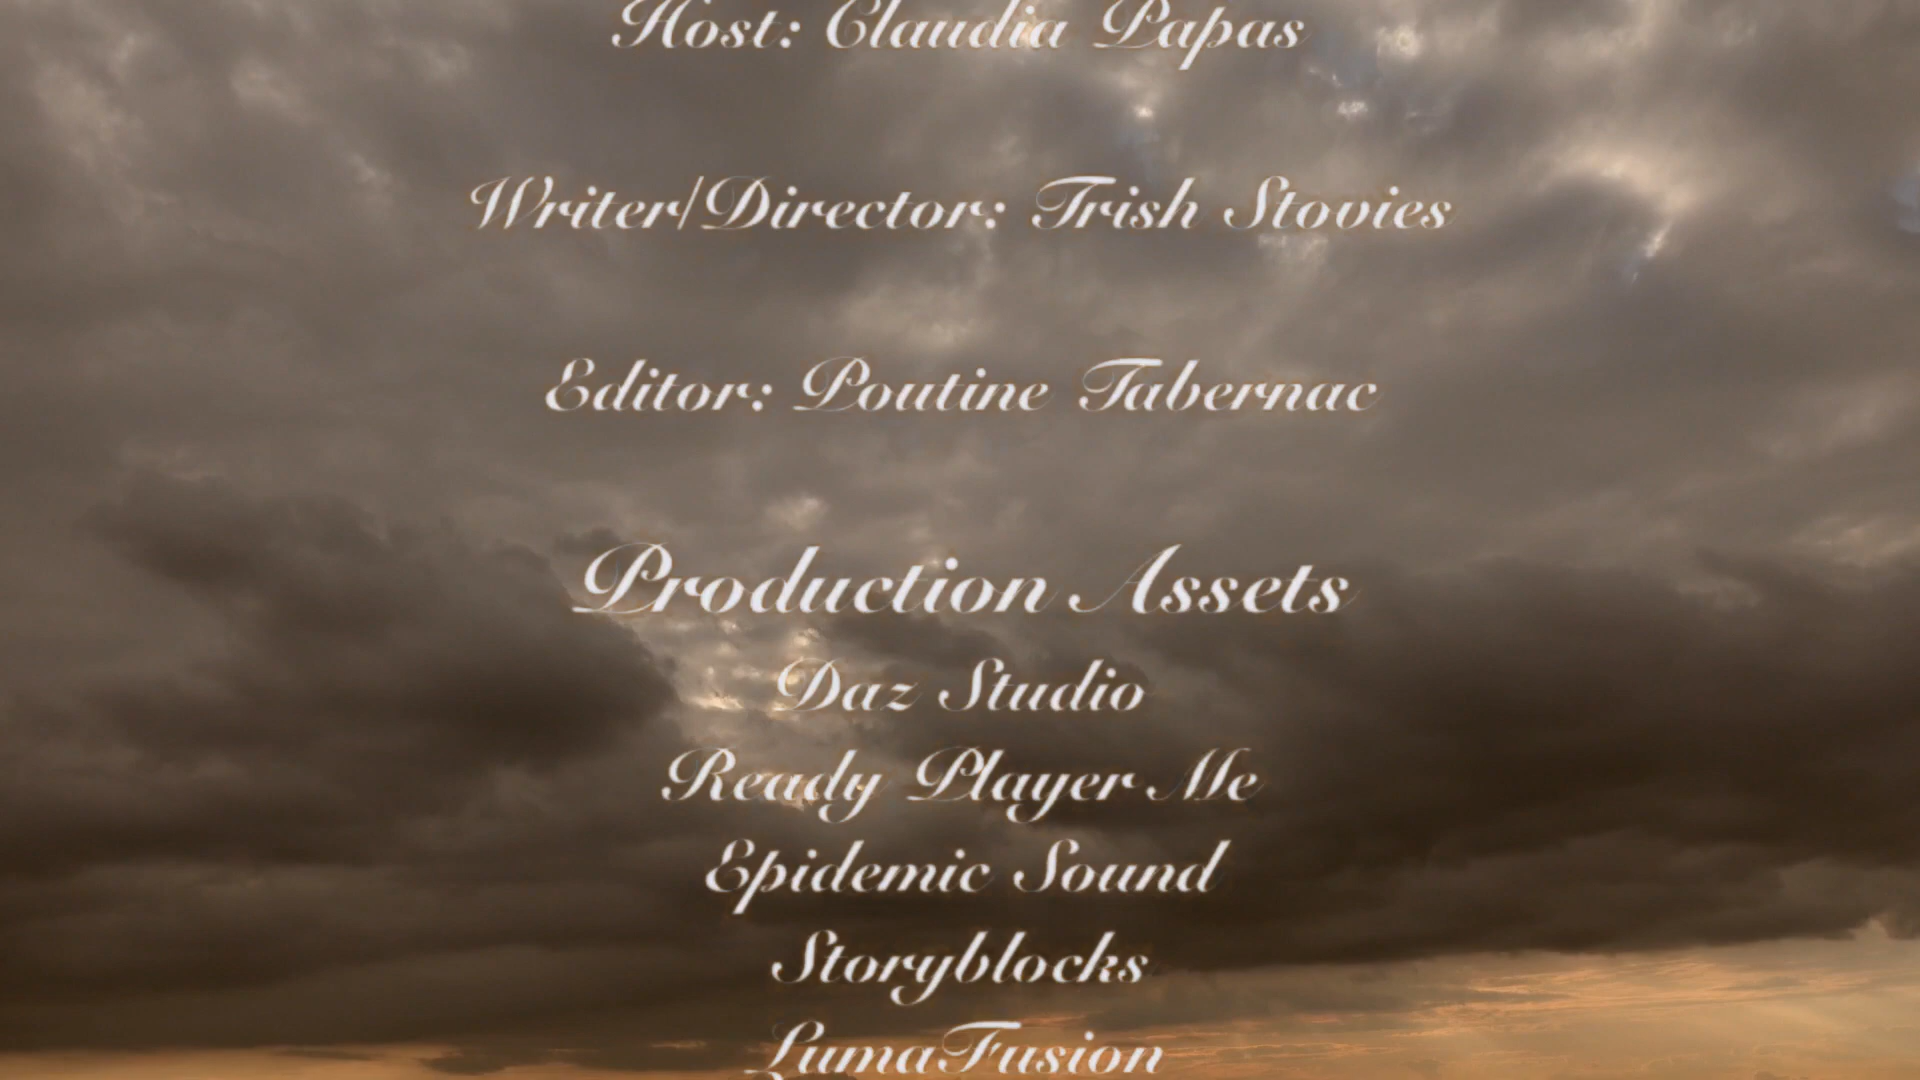 Host: Claudia Papas
Writer/Director: Trish Stovies
Editor: Poutine Tabernac
Production Assets
Daz Studio
Ready Player Me
Epidemic Sound
Storyblocks
LumaFusion